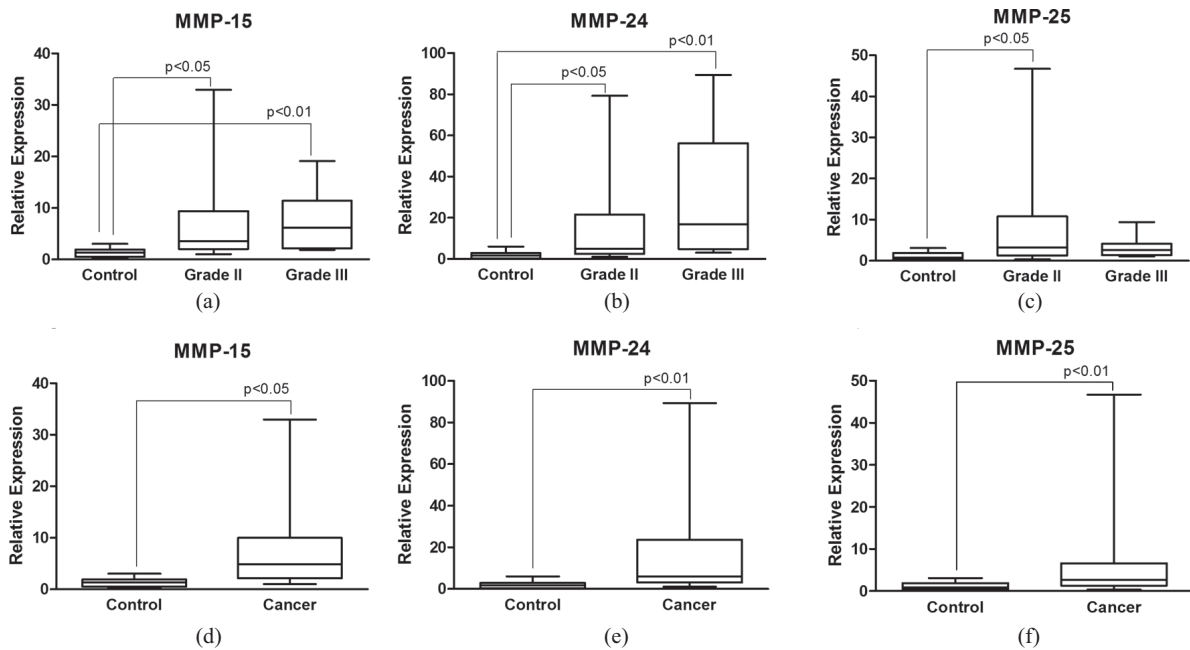 MMP-15
Relative Expression
40
30
20
10
0
p<0.05
p<0.01
Control Grade II Grade III
(a)
MMP-24
Relative Expression
100
80
60
40
20
0
p<0.01
p<0.05
Control Grade II Grade III
(b)
MMP-25
Relative Expression
50
40
30
20
10
0
p<0.05
Control Grade II Grade III
(c)
MMP-15
Relative Expression
40
30
20
10
0
p<0.05
Control Cancer
(d)
MMP-24
Relative Expression
100
80
60
40
20
0
p<0.01
Control Cancer
(e)
MMP-25
Relative Expression
50
40
30
20
10
0
p<0.01
Control Cancer
(f)